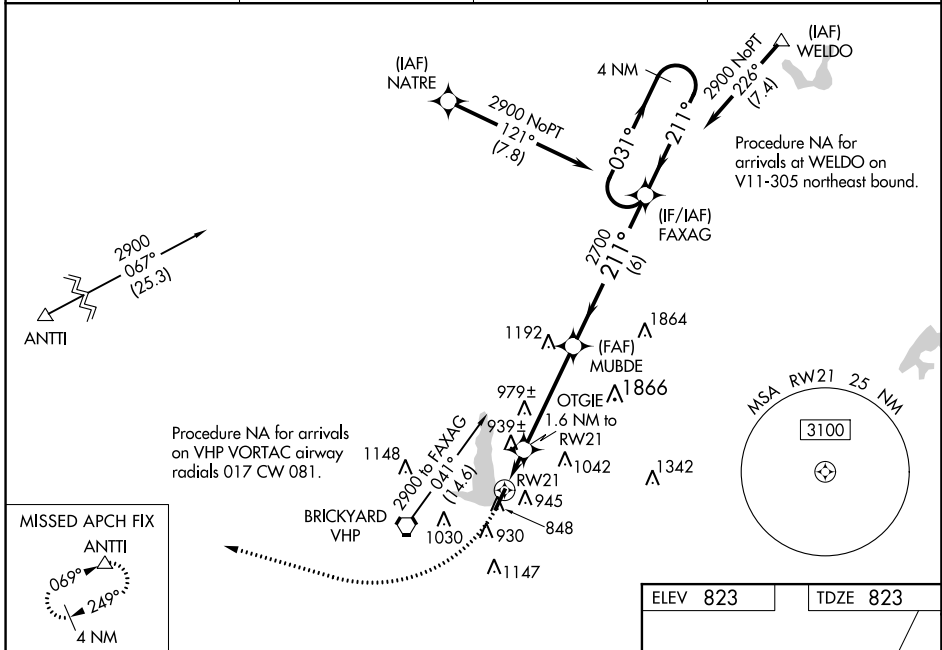 (IAF)
WELDO
2900 NoPT
226°
(7.4)
4 NM
(IAF)
NATRE
2900 NoPT
121°
(7.8)
031°
211°
Procedure NA for
arrivals at WELDO on
V11-305 northeast bound.
(IF/IAF)
FAXAG
2700
211°
(6)
2900
067°
(25.3)
ANTTI
1192
1864
(FAF)
MUBDE
1866
979±
OTGIE
1.6 NM to
RW21
939±
MSA RW21 25 NM
3100
Procedure NA for arrivals
on VHP VORTAC airway
radials 017 CW 081.
1148
2900 to FAXAG
041°
(14.6)
1042
1342
RW21
945
848
BRICKYARD
VHP
1030
930
1147
MISSED APCH FIX
ANTTI
069°
249°
4 NM
ELEV 823
TDZE 823